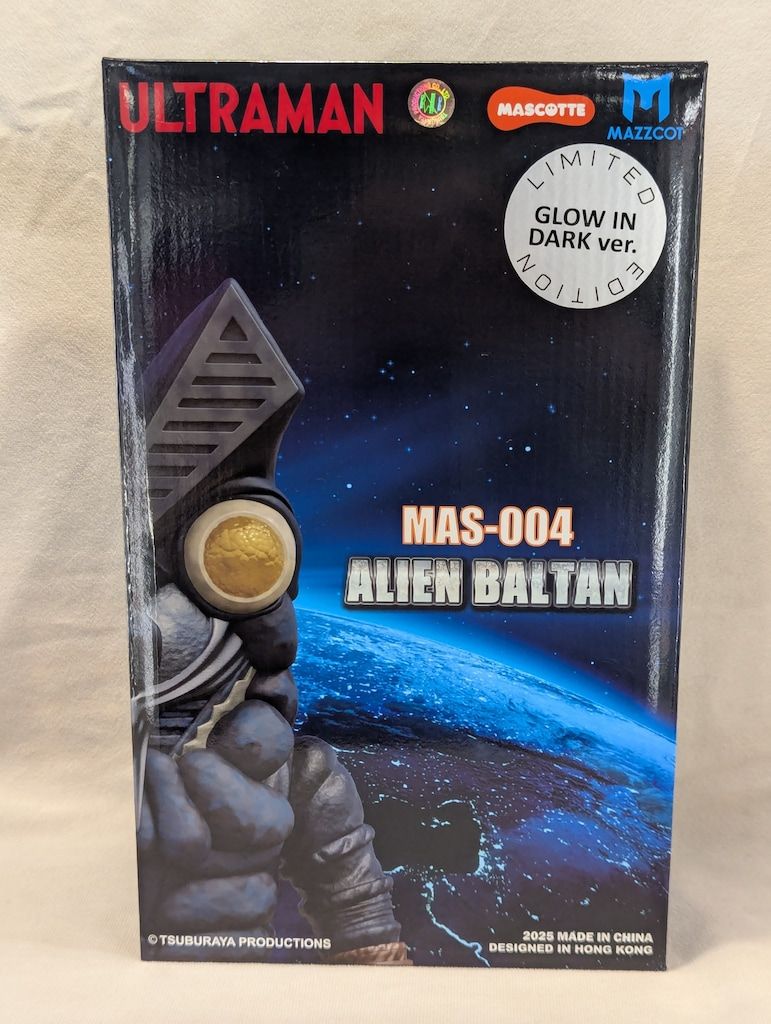 ULTRAMAN
MASCOTTE
MAZZCOT
LIMITED
GLOW IN
DARK ver.
EDITION
MAS-004
ALIEN BALTAN
© TSUBURAYA PRODUCTIONS
2025 MADE IN CHINA
DESIGNED IN HONG KONG